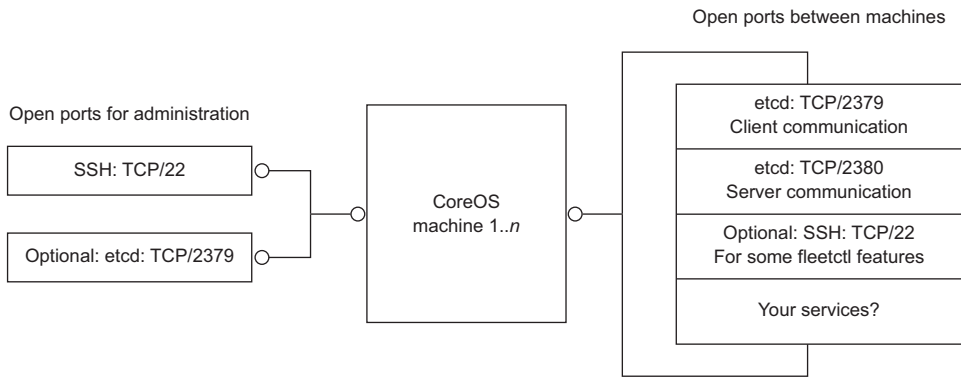 Open ports for administration
SSH: TCP/22
Optional: etcd: TCP/2379
CoreOS
machine 1..n
Open ports between machines
etcd: TCP/2379
Client communication
etcd: TCP/2380
Server communication
Optional: SSH: TCP/22
For some fleetctl features
Your services?